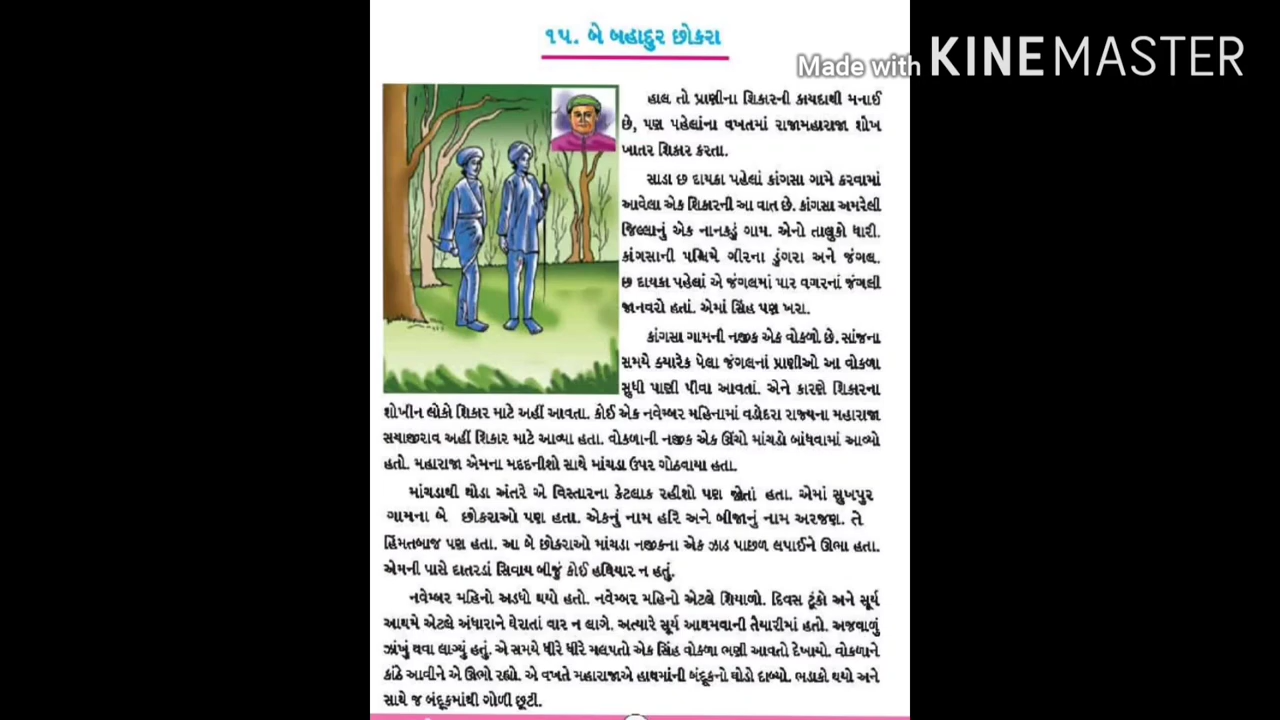 ૧૫. બે બહાદુર છોકરા
Made with KINEMASTER
હાલ તો પ્રાણીના શિકારની કાયદાથી મનાઈ
છે, પણ પહેલાંના વખતમાં રાજામહારાજા શોખ
ખાતર શિકાર કરતા.
સાડા છ દાયકા પહેલાં કાંગસા ગામે કરવામાં
આવેલા એક શિકારની આ વાત છે. કાંગસા અમરેલી
જિલ્લાનું એક નાનકડું ગામ. એનો તાલુકો ધારી.
કાંગસાની પશ્ચિમે ગીરના ડુંગરા અને જંગલ.
છ દાયકા પહેલાં એ જંગલમાં પાર વગરનાં જંગલી
જાનવરો હતાં. એમાં સિંહ પણ ખરા.
કાંગસા ગામની નજીક એક વોકળો છે. સાંજના
સમયે ક્યારેક પેલા જંગલનાં પ્રાણીઓ આ વોકળા
સુધી પાણી પીવા આવતાં. એને કારણે શિકારના
શોખીન લોકો શિકાર માટે અહીં આવતા. કોઈ એક નવેમ્બર મહિનામાં વડોદરા રાજ્યના મહારાજા
સયાજીરાવ અહીં શિકાર માટે આવ્યા હતા. વોકળાની નજીક એક ઊંચો માંચડો બાંધવામાં આવ્યો
હતો. મહારાજા એમના મદદનીશો સાથે માંચડા ઉપર ગોઠવાયા હતા.
માંચડાથી થોડા અંતરે એ વિસ્તારના કેટલાક રહીશો પણ જોતાં હતા. એમાં સુખપુર
ગામના બે છોકરાઓ પણ હતા. એકનું નામ હરિ અને બીજાનું નામ અરજણ. તે
હિંમતબાજ પણ હતા. આ બે છોકરાઓ માંચડા નજીકના એક ઝાડ પાછળ લપાઈને ઊભા હતા.
એમની પાસે દાતરડાં સિવાય બીજું કોઈ હથિયાર ન હતું.
નવેમ્બર મહિનો અડધો થયો હતો. નવેમ્બર મહિનો એટલે શિયાળો. દિવસ ટૂંકો અને સૂર્ય
આથમે એટલે અંધારાને ઘેરાતાં વાર ન લાગે. અત્યારે સૂર્ય આથમવાની તૈયારીમાં હતો. અજવાળું
ઝાંખું થવા લાગ્યું હતું. એ સમયે ધીરે ધીરે મલપતો એક સિંહ વોકળા ભણી આવતો દેખાયો. વોકળાને
કાંઠે આવીને એ ઊભો રહ્યો. એ વખતે મહારાજાએ હાથમાંની બંદૂકનો ઘોડો દાબ્યો. ભડાકો થયો અને
સાથે જ બંદૂકમાંથી ગોળી છૂટી.